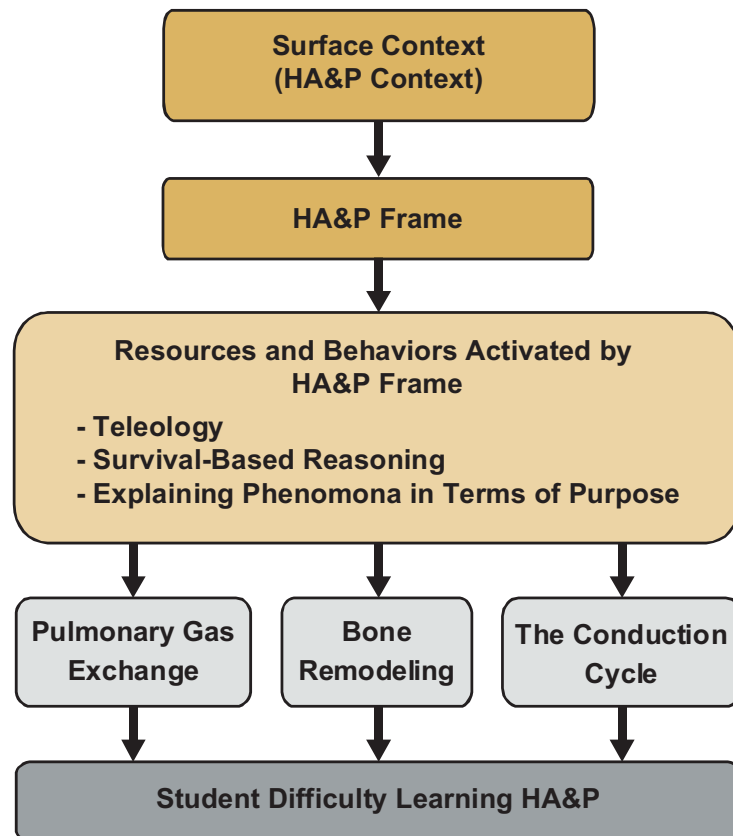 Surface Context
(HA&P Context)
HA&P Frame
Resources and Behaviors Activated by
HA&P Frame
- Teleology
- Survival-Based Reasoning
- Explaining Phenomona in Terms of Purpose
Pulmonary Gas
Exchange
Bone
Remodeling
The Conduction
Cycle
Student Difficulty Learning HA&P